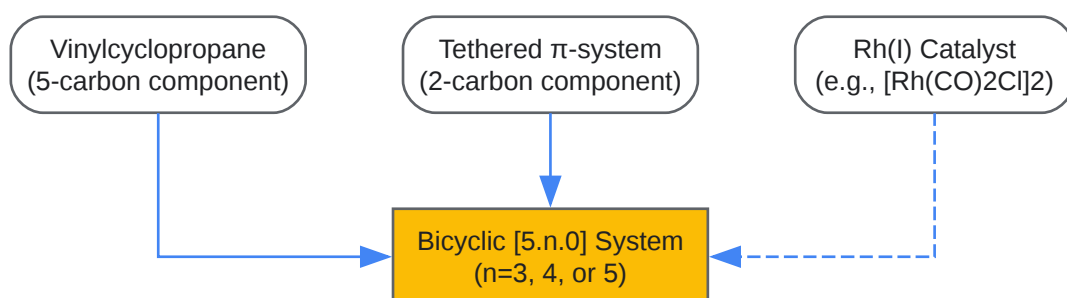 Vinylcyclopropane
(5-carbon component)
Tethered π-system
(2-carbon component)
Rh(I) Catalyst
(e.g., [Rh(CO)2Cl]2)
Bicyclic [5.n.0] System
(n=3, 4, or 5)